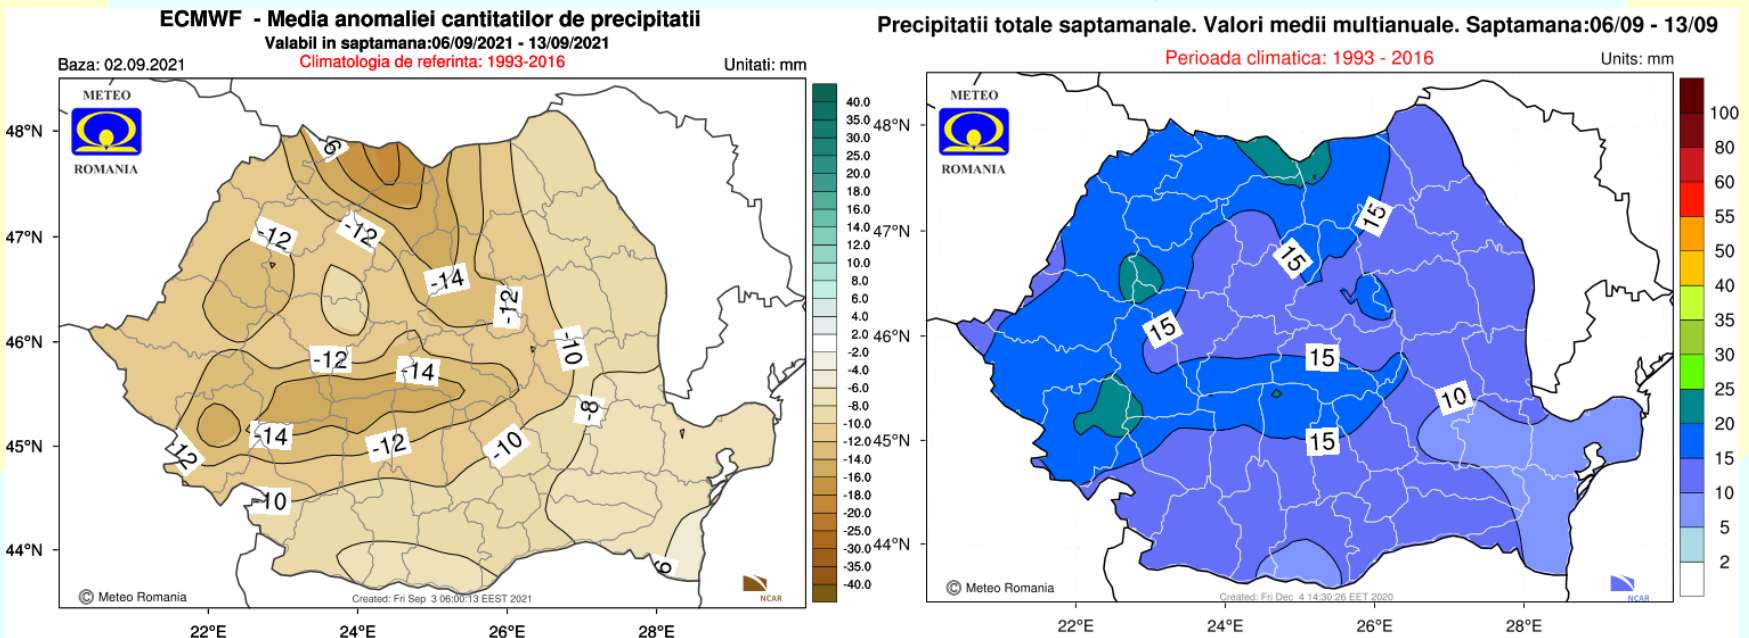 ECMWF - Media anomaliei cantitatilor de precipitatii
Valabil in saptamana:06/09/2021 - 13/09/2021
Baza: 02.09.2021
Climatologia de referinta: 1993-2016
Unitati: mm
METEO
ROMANIA
48°N
47°N
46°N
45°N
44°N
22°E
24°E
26°E
28°E
-12
-12
-14
-12
-10
-12
-14
-8
-14
-12
-12
-10
-10
40.0
35.0
30.0
25.0
20.0
18.0
16.0
14.0
12.0
10.0
8.0
6.0
4.0
2.0
-2.0
-4.0
-6.0
-8.0
-10.0
-12.0
-14.0
-16.0
-18.0
-20.0
-25.0
-30.0
-35.0
-40.0
© Meteo Romania
Created: Fri Sep 3 06:00:13 EEST 2021
NCAR
Precipitatii totale saptamanale. Valori medii multianuale. Saptamana:06/09 - 13/09
Perioada climatica: 1993 - 2016
Units: mm
METEO
ROMANIA
48°N
47°N
46°N
45°N
44°N
22°E
24°E
26°E
28°E
15
15
15
15
10
15
100
80
60
55
50
40
35
30
25
20
15
10
5
2
© Meteo Romania
Created: Fri Dec 4 14:30:26 EET 2020
NCAR